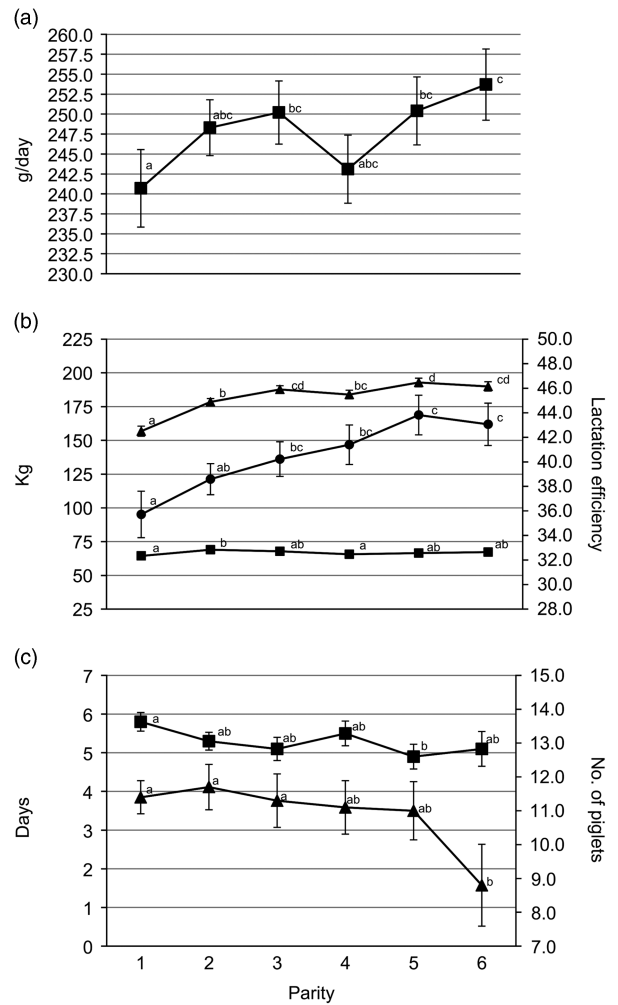 (a)
260.0
257.5
255.0
252.5
250.0
247.5
245.0
242.5
240.0
237.5
235.0
232.5
230.0
g/day
a
abc
bc
abc
bc
c
(b)
225
200
175
150
125
100
75
50
25
Kg
50.0
48.0
46.0
44.0
42.0
40.0
38.0
36.0
34.0
32.0
30.0
28.0
Lactation efficiency
a
b
cd
bc
d
cd
a
ab
bc
bc
c
c
a
b
ab
a
ab
ab
(c)
7
6
5
4
3
2
1
0
Days
15.0
14.0
13.0
12.0
11.0
10.0
9.0
8.0
7.0
No. of piglets
a
ab
ab
ab
b
ab
a
a
a
ab
ab
b
1 2 3 4 5 6
Parity